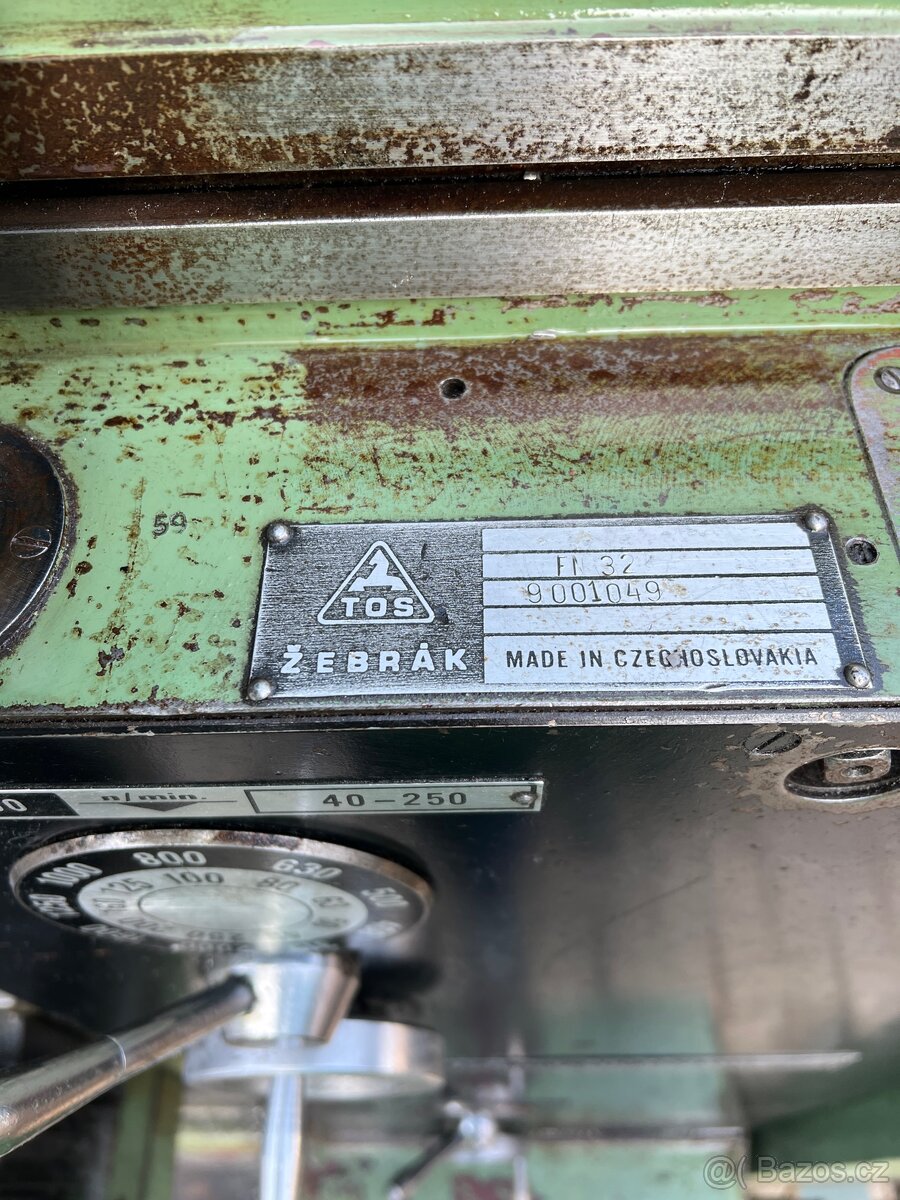 59
TOS
ŽEBRÁK
FN 32
9001049
MADE IN CZECHOSLOVAKIA
n/min.
40-250
1000 800 630
125 100 80
@( Bazos.cz